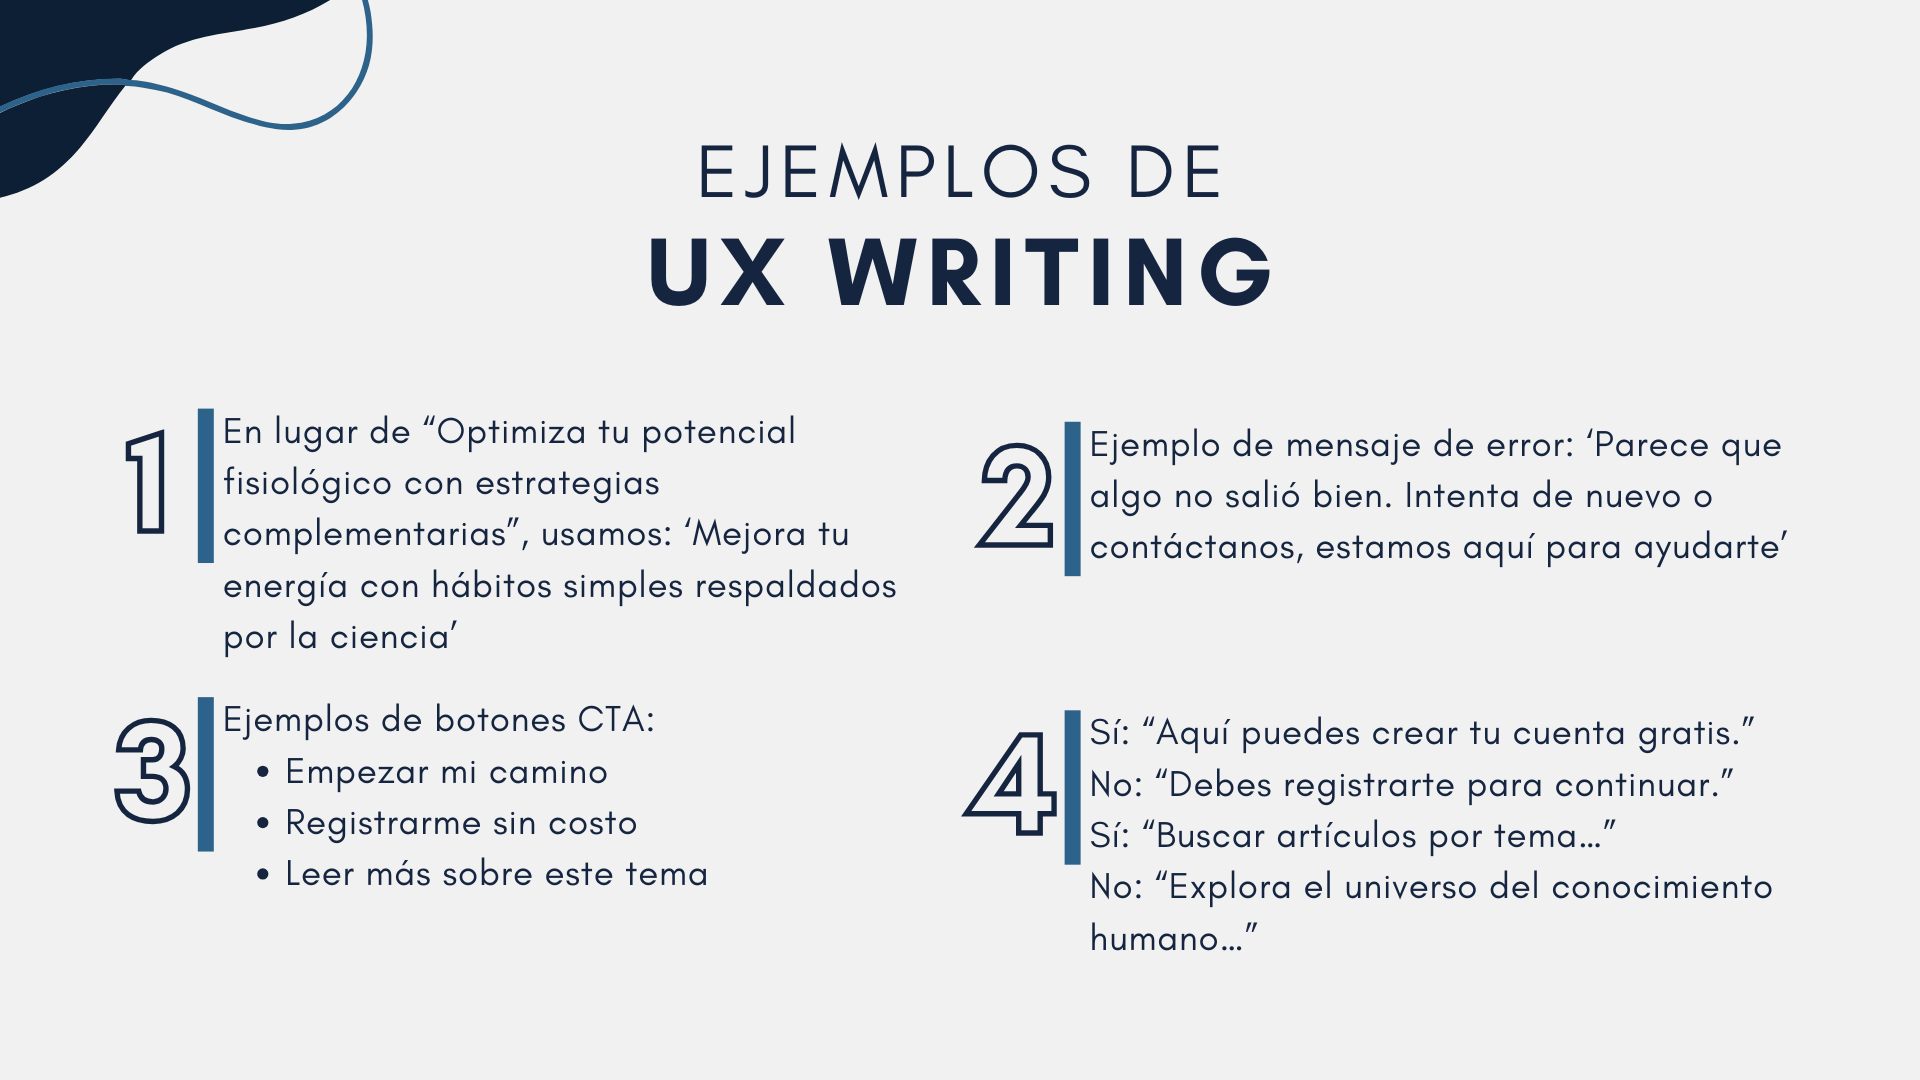 EJEMPLOS DE
UX WRITING
1
En lugar de “Optimiza tu potencial
fisiológico con estrategias
complementarias”, usamos: ‘Mejora tu
energía con hábitos simples respaldados
por la ciencia’
2
Ejemplo de mensaje de error: ‘Parece que
algo no salió bien. Intenta de nuevo o
contáctanos, estamos aquí para ayudarte’
3
Ejemplos de botones CTA:
• Empezar mi camino
• Registrarme sin costo
• Leer más sobre este tema
4
Sí: “Aquí puedes crear tu cuenta gratis.”
No: “Debes registrarte para continuar.”
Sí: “Buscar artículos por tema…”
No: “Explora el universo del conocimiento
humano…”